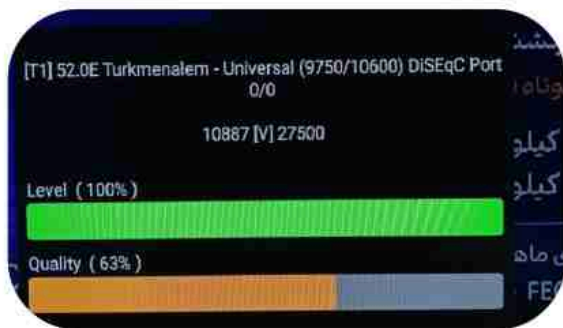 [T1] 52.0E Turkmenalem - Universal (9750/10600) DiSEqC Port
0/0
10887 [V] 27500
Level ( 100% )
Quality ( 63% )
کیلو
کیلو